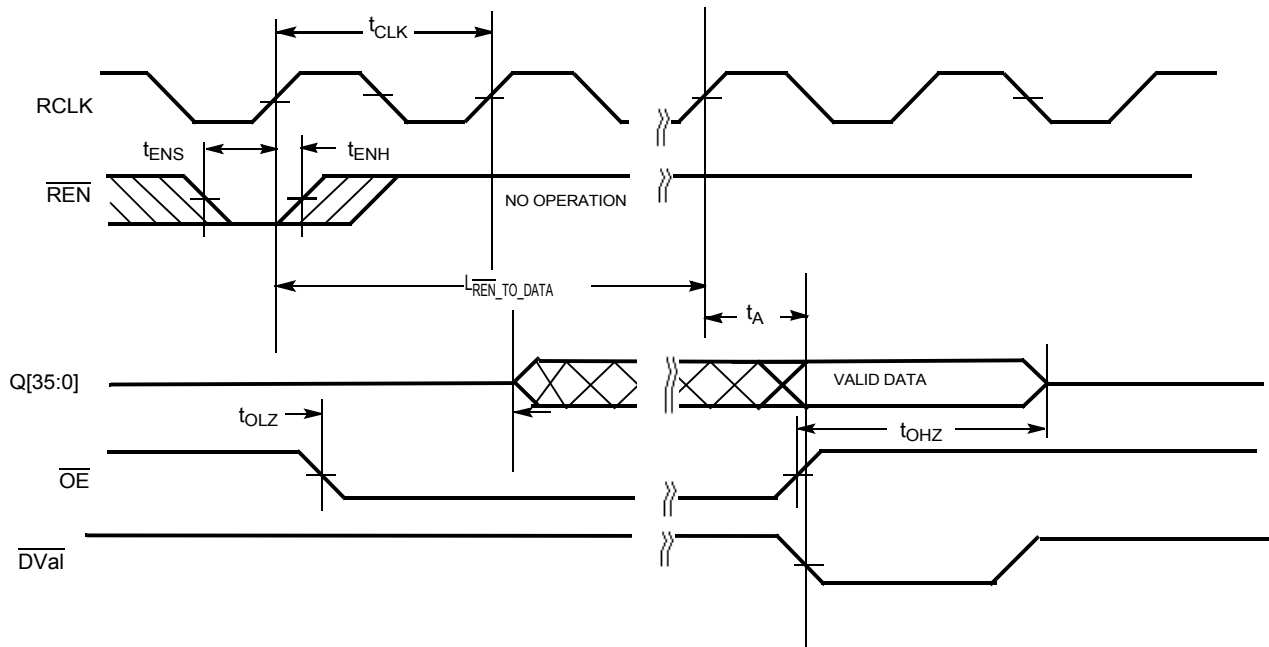 tCLK
RCLK
tENS
tENH
REN
NO OPERATION
LREN_TO_DATA
tA
Q[35:0]
VALID DATA
tOLZ
tOHZ
OE
DVal